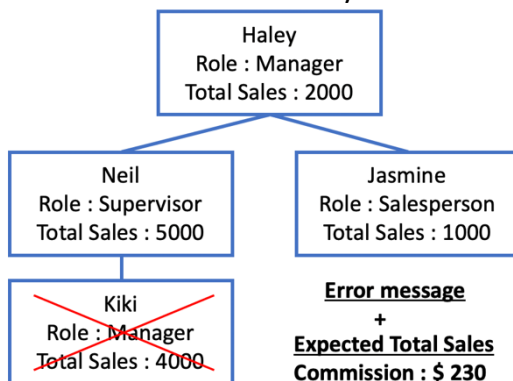 Haley
Role : Manager
Total Sales : 2000
Neil
Role : Supervisor
Total Sales : 5000
Jasmine
Role : Salesperson
Total Sales : 1000
Kiki
Role : Manager
Total Sales : 4000
Error message
+
Expected Total Sales
Commission : $ 230